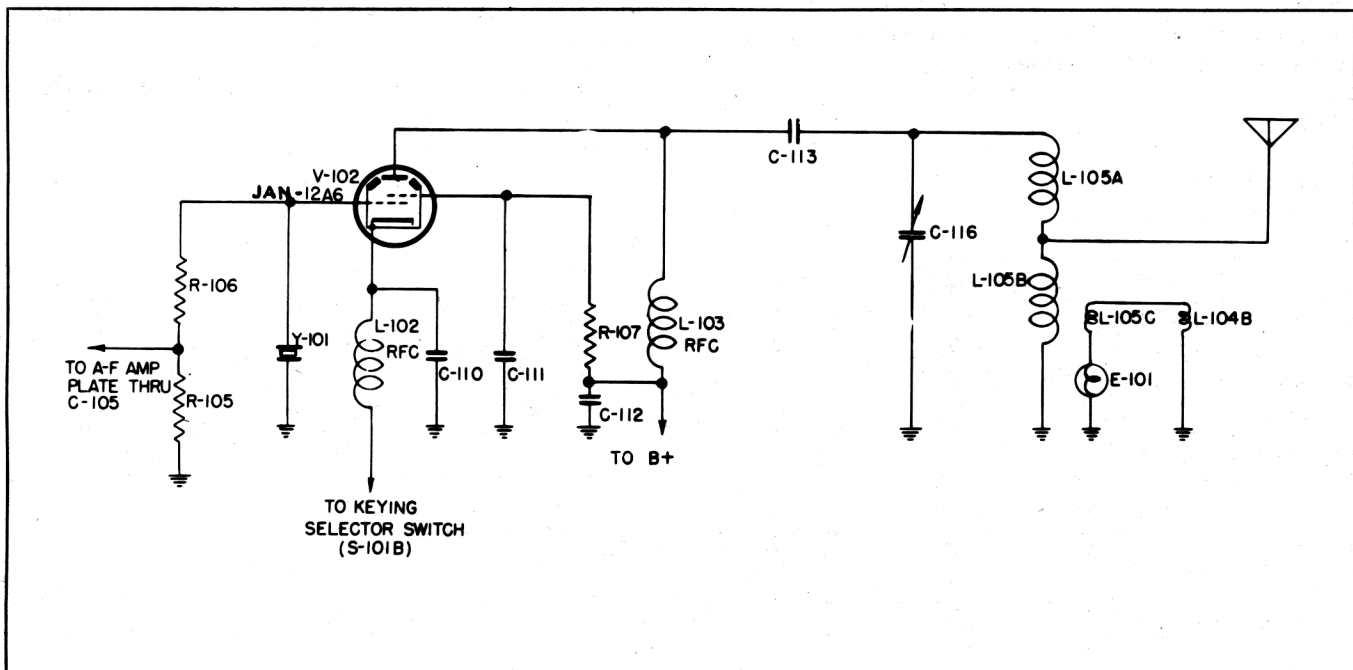 V-102
JAN-12A6
C-113
L-105A
C-116
L-105B
R-106
Y-101
L-102
RFC
C-110
C-111
R-107
L-103
RFC
L-105C
L-104B
E-101
TO A-F AMP
PLATE THRU
C-105
R-105
C-112
TO B+
TO KEYING
SELECTOR SWITCH
(S-101B)